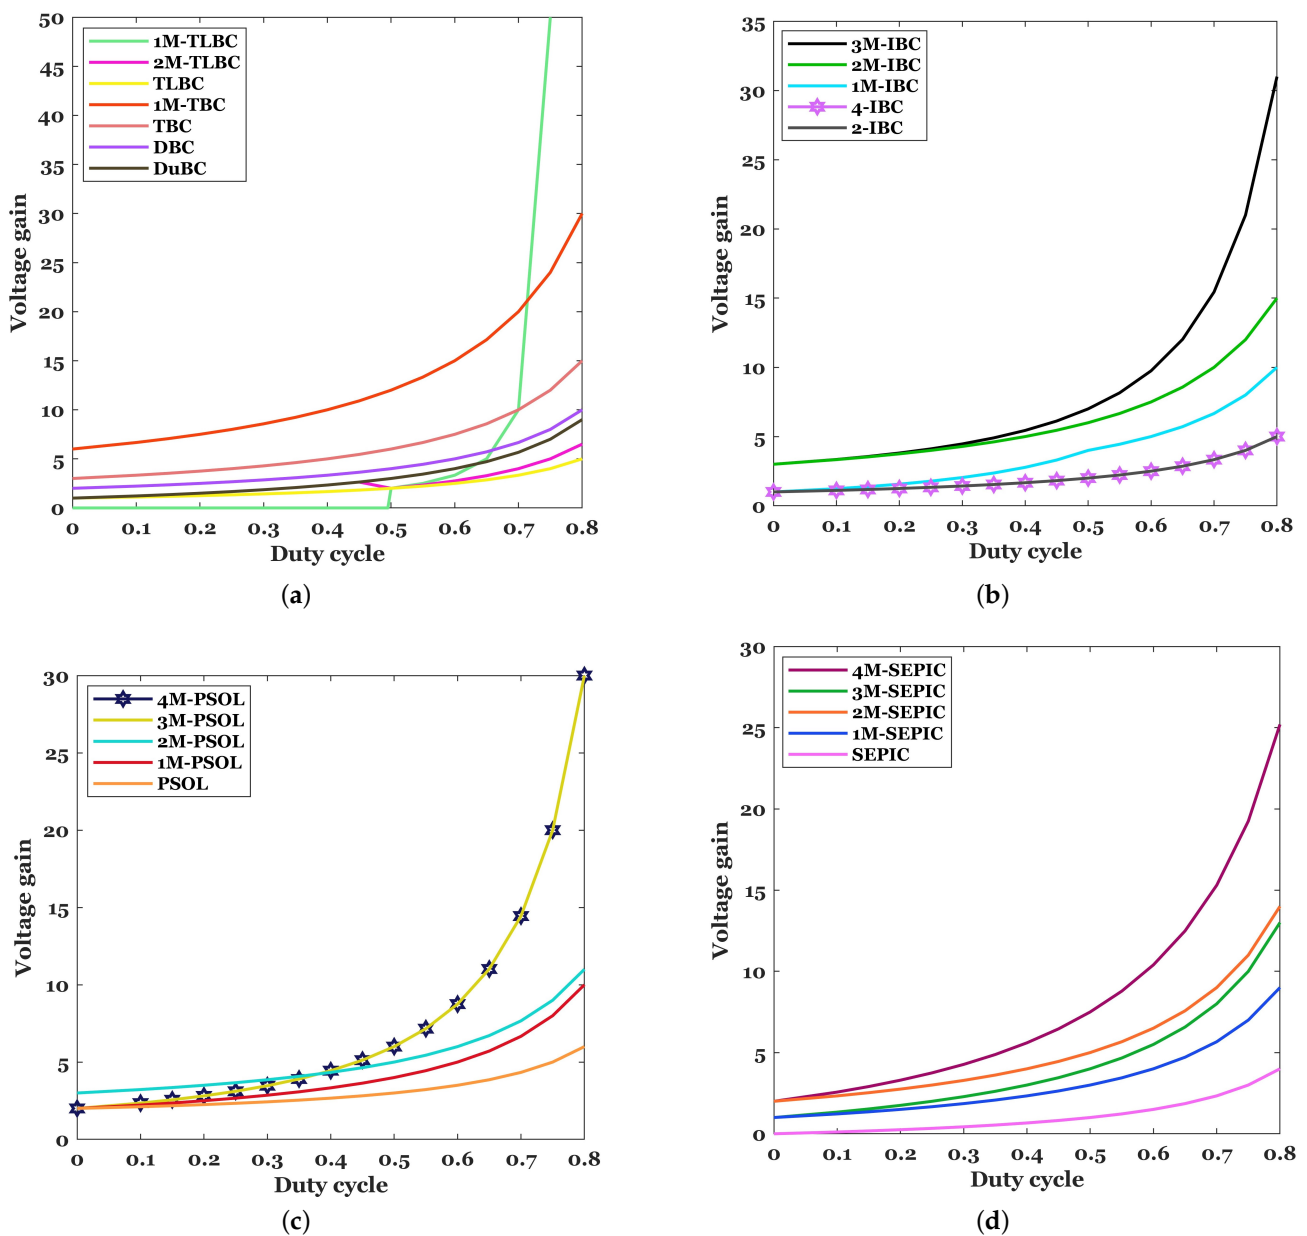 50
45
40
35
30
25
20
15
10
5
0
Voltage gain
1M-TLBC
2M-TLBC
TLBC
1M-TBC
TBC
DBC
DuBC
0 0.1 0.2 0.3 0.4 0.5 0.6 0.7 0.8
Duty cycle
(a)
35
30
25
20
15
10
5
0
Voltage gain
3M-IBC
2M-IBC
1M-IBC
4-IBC
2-IBC
0 0.1 0.2 0.3 0.4 0.5 0.6 0.7 0.8
Duty cycle
(b)
30
25
20
15
10
5
0
Voltage gain
4M-PSOL
3M-PSOL
2M-PSOL
1M-PSOL
PSOL
0 0.1 0.2 0.3 0.4 0.5 0.6 0.7 0.8
Duty cycle
(c)
30
25
20
15
10
5
0
Voltage gain
4M-SEPIC
3M-SEPIC
2M-SEPIC
1M-SEPIC
SEPIC
0 0.1 0.2 0.3 0.4 0.5 0.6 0.7 0.8
Duty cycle
(d)